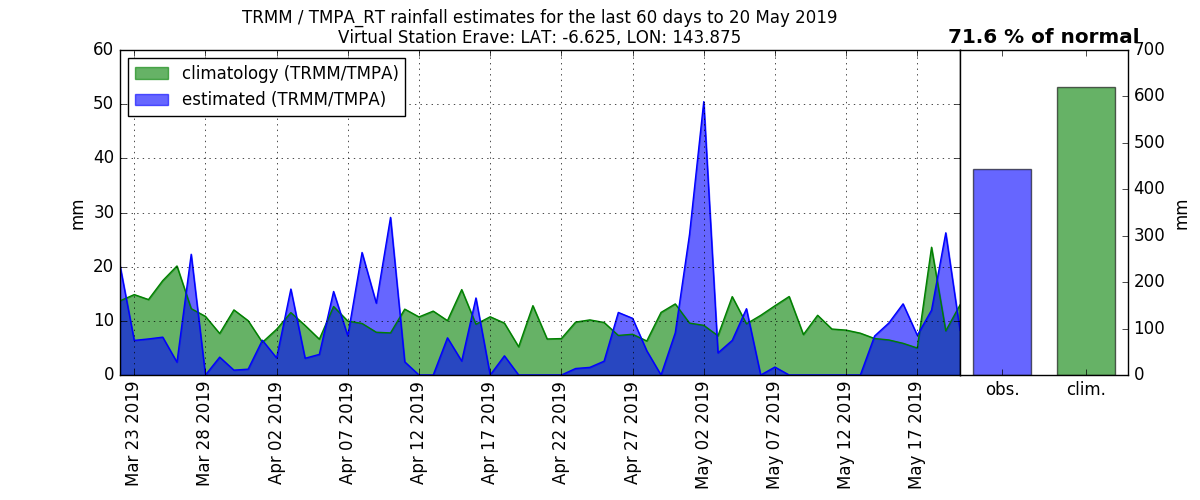 TRMM / TMPA_RT rainfall estimates for the last 60 days to 20 May 2019
Virtual Station Erave: LAT: -6.625, LON: 143.875
71.6 % of normal
climatology (TRMM/TMPA)
estimated (TRMM/TMPA)
mm
60
50
40
30
20
10
0
Mar 23 2019
Mar 28 2019
Apr 02 2019
Apr 07 2019
Apr 12 2019
Apr 17 2019
Apr 22 2019
Apr 27 2019
May 02 2019
May 07 2019
May 12 2019
May 17 2019
700
600
500
400
300
200
100
0
mm
obs.
clim.